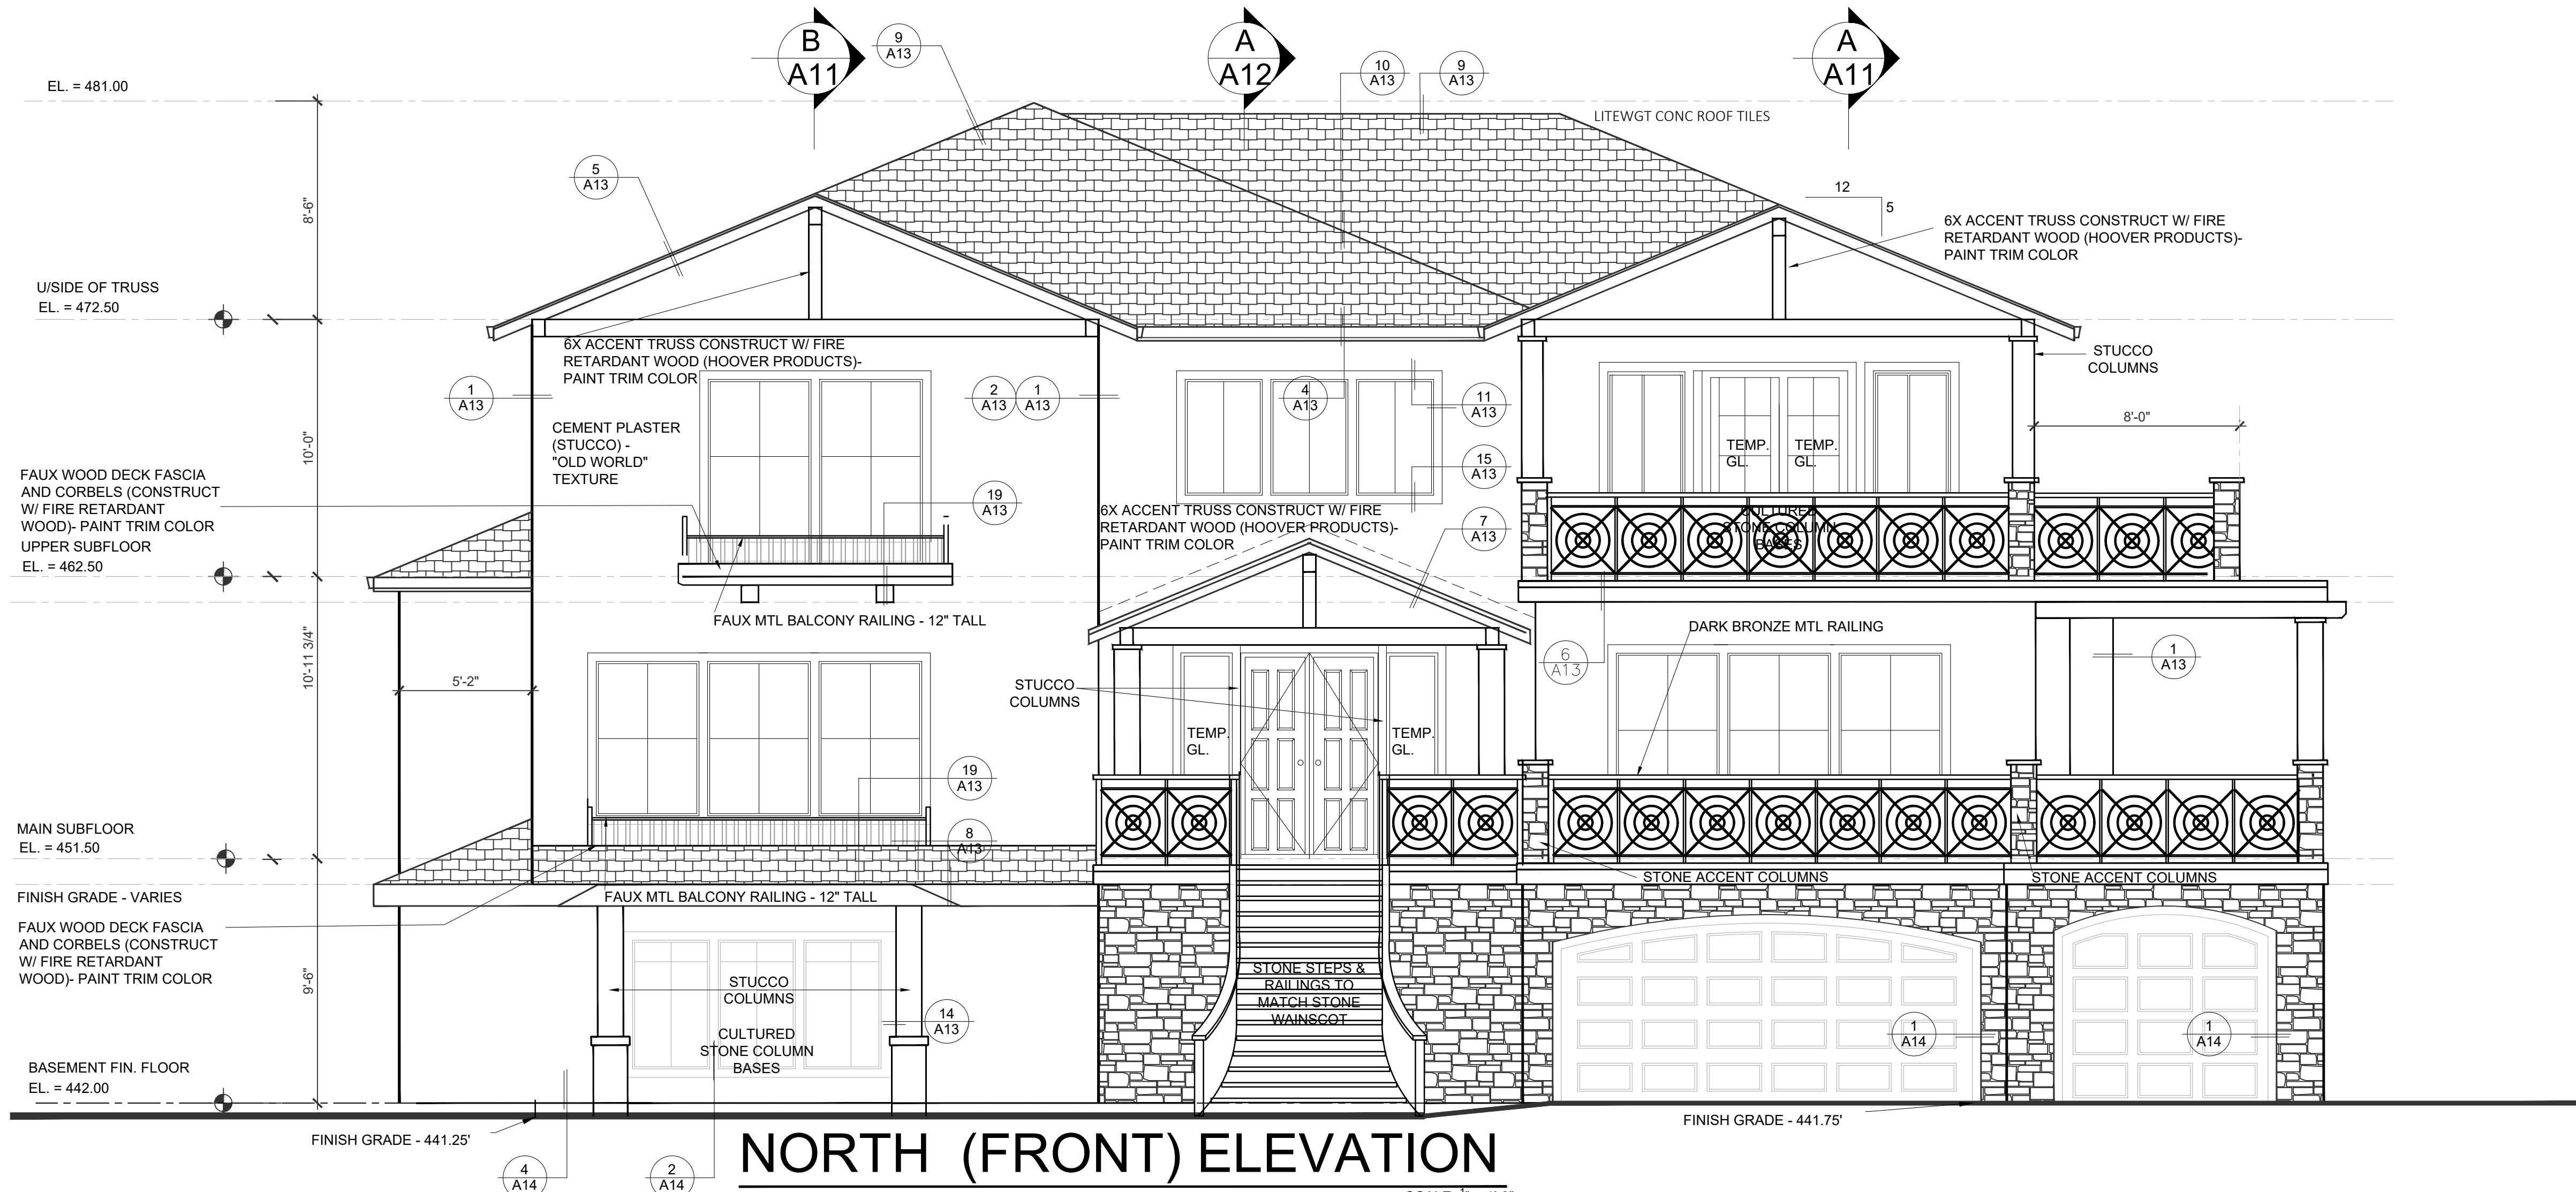 B
A11
9
A13
A
A12
10
A13
9
A13
A
A11
EL. = 481.00
LITEWGT CONC ROOF TILES
5
A13
12
5
8'-6"
6X ACCENT TRUSS CONSTRUCT W/ FIRE
RETARDANT WOOD (HOOVER PRODUCTS)-
PAINT TRIM COLOR
U/SIDE OF TRUSS
EL. = 472.50
6X ACCENT TRUSS CONSTRUCT W/ FIRE
RETARDANT WOOD (HOOVER PRODUCTS)-
PAINT TRIM COLOR
STUCCO
COLUMNS
1
A13
2
A13
1
A13
4
A13
11
A13
8'-0"
10'-0"
CEMENT PLASTER
(STUCCO) -
"OLD WORLD"
TEXTURE
TEMP.
GL.
TEMP.
GL.
15
A13
FAUX WOOD DECK FASCIA
AND CORBELS (CONSTRUCT
W/ FIRE RETARDANT
WOOD)- PAINT TRIM COLOR
19
A13
6X ACCENT TRUSS CONSTRUCT W/ FIRE
RETARDANT WOOD (HOOVER PRODUCTS)-
PAINT TRIM COLOR
7
A13
CULTURED
STONE COLUMN
BASES
UPPER SUBFLOOR
EL. = 462.50
FAUX MTL BALCONY RAILING - 12" TALL
DARK BRONZE MTL RAILING
10'-11 3/4"
6
A13
1
A13
5'-2"
STUCCO
COLUMNS
TEMP.
GL.
TEMP.
GL.
19
A13
MAIN SUBFLOOR
EL. = 451.50
8
A13
STONE ACCENT COLUMNS
STONE ACCENT COLUMNS
FINISH GRADE - VARIES
FAUX MTL BALCONY RAILING - 12" TALL
FAUX WOOD DECK FASCIA
AND CORBELS (CONSTRUCT
W/ FIRE RETARDANT
WOOD)- PAINT TRIM COLOR
9'-6"
STUCCO
COLUMNS
STONE STEPS &
RAILINGS TO
MATCH STONE
WAINSCOT
14
A13
CULTURED
STONE COLUMN
BASES
1
A14
1
A14
BASEMENT FIN. FLOOR
EL. = 442.00
FINISH GRADE - 441.25'
FINISH GRADE - 441.75'
NORTH (FRONT) ELEVATION
4
A14
2
A14